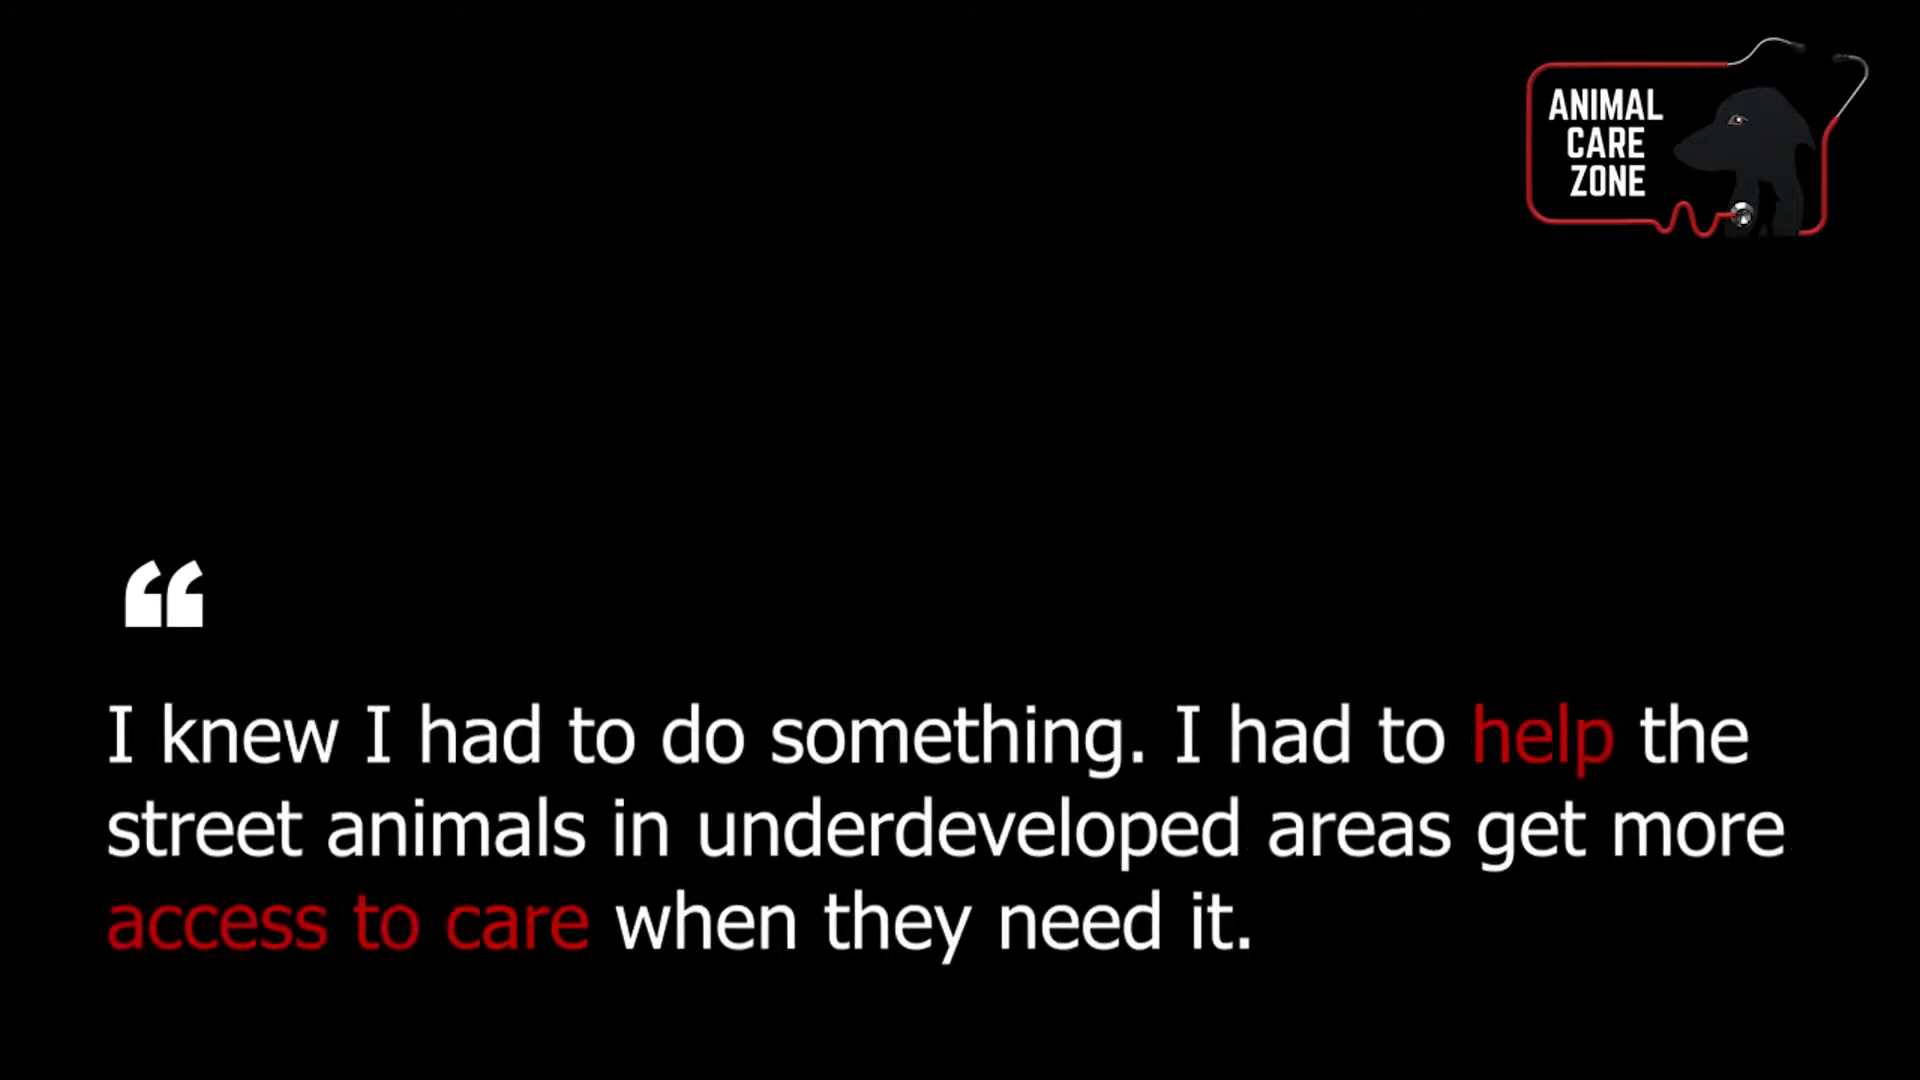 ANIMAL
CARE
ZONE
“
I knew I had to do something. I had to help the
street animals in underdeveloped areas get more
access to care when they need it.